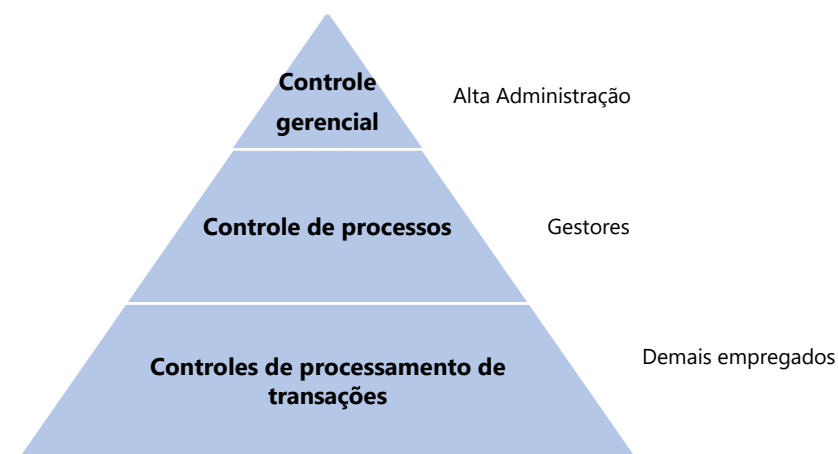 Controle
gerencial
Alta Administração
Controle de processos
Gestores
Controles de processamento de
transações
Demais empregados